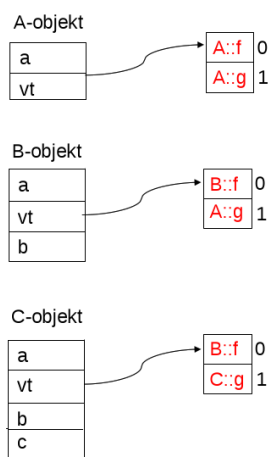 A-objekt
a
vt
A::f 0
A::g 1
B-objekt
a
vt
b
B::f 0
A::g 1
C-objekt
a
vt
b
c
B::f 0
C::g 1